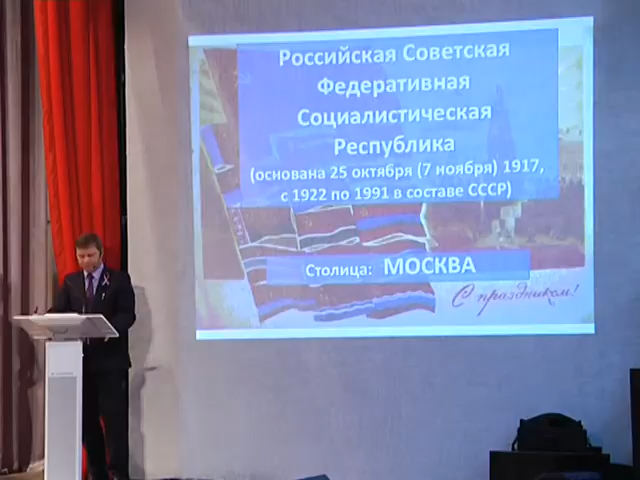 Российская Советская
Федеративная
Социалистическая
Республика
(основана 25 октября (7 ноября) 1917,
с 1922 по 1991 в составе СССР)
Столица: МОСКВА
С праздником!